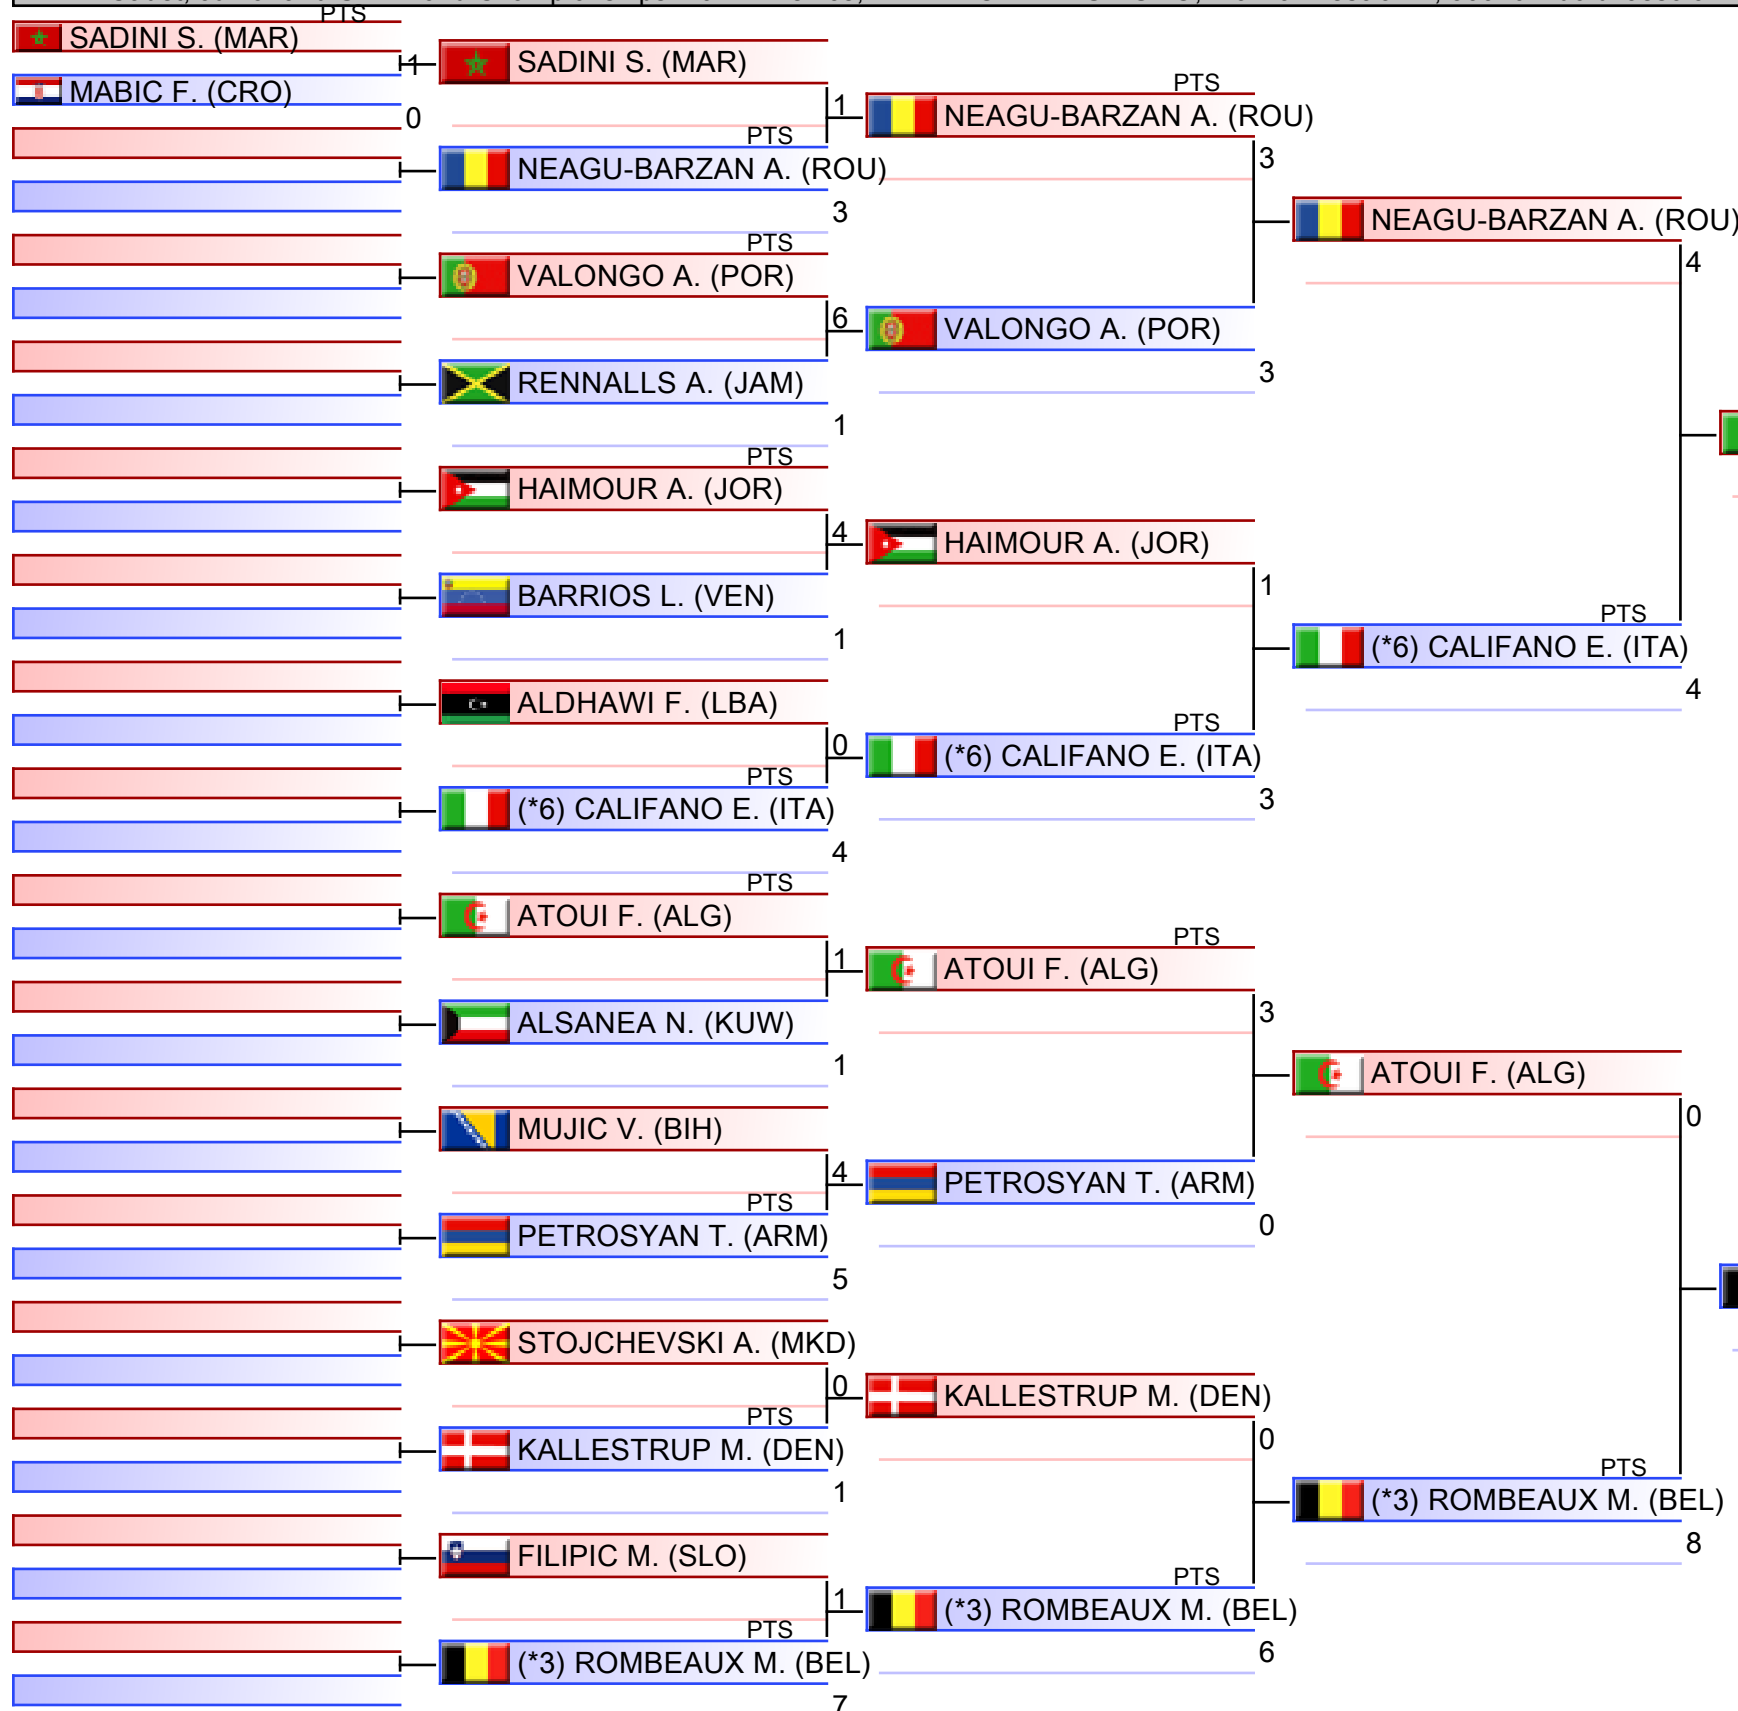 PTS
SADINI S. (MAR)
1
MABIC F. (CRO)
0
SADINI S. (MAR)
1
PTS
NEAGU-BARZAN A. (ROU)
3
PTS
VALONGO A. (POR)
6
RENNALLS A. (JAM)
1
PTS
HAIMOUR A. (JOR)
4
BARRIOS L. (VEN)
1
ALDHAWI F. (LBA)
0
PTS
(*6) CALIFANO E. (ITA)
4
PTS
ATOUI F. (ALG)
1
ALSANEA N. (KUW)
1
MUJIC V. (BIH)
4
PTS
PETROSYAN T. (ARM)
5
STOJCHEVSKI A. (MKD)
0
PTS
KALLESTRUP M. (DEN)
1
FILIPIC M. (SLO)
1
PTS
(*3) ROMBEAUX M. (BEL)
7
PTS
NEAGU-BARZAN A. (ROU)
3
VALONGO A. (POR)
3
HAIMOUR A. (JOR)
1
PTS
(*6) CALIFANO E. (ITA)
3
PTS
ATOUI F. (ALG)
3
PETROSYAN T. (ARM)
0
KALLESTRUP M. (DEN)
0
PTS
(*3) ROMBEAUX M. (BEL)
6
NEAGU-BARZAN A. (ROU)
4
PTS
(*6) CALIFANO E. (ITA)
4
ATOUI F. (ALG)
0
PTS
(*3) ROMBEAUX M. (BEL)
8